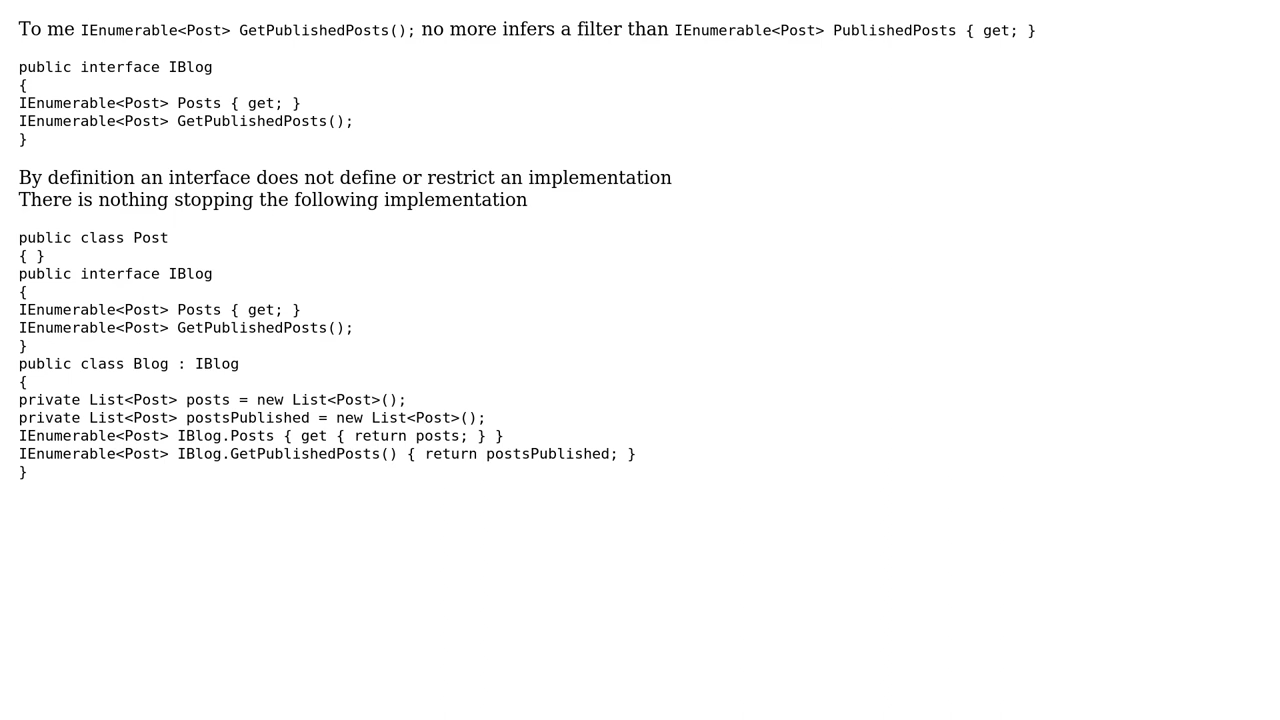 To me IEnumerable<Post> GetPublishedPosts(); no more infers a filter than IEnumerable<Post> PublishedPosts { get; }
public interface IBlog
{
IEnumerable<Post> Posts { get; }
IEnumerable<Post> GetPublishedPosts();
}
By definition an interface does not define or restrict an implementation
There is nothing stopping the following implementation
public class Post
{ }
public interface IBlog
{
IEnumerable<Post> Posts { get; }
IEnumerable<Post> GetPublishedPosts();
}
public class Blog : IBlog
{
private List<Post> posts = new List<Post>();
private List<Post> postsPublished = new List<Post>();
IEnumerable<Post> IBlog.Posts { get { return posts; } }
IEnumerable<Post> IBlog.GetPublishedPosts() { return postsPublished; }
}